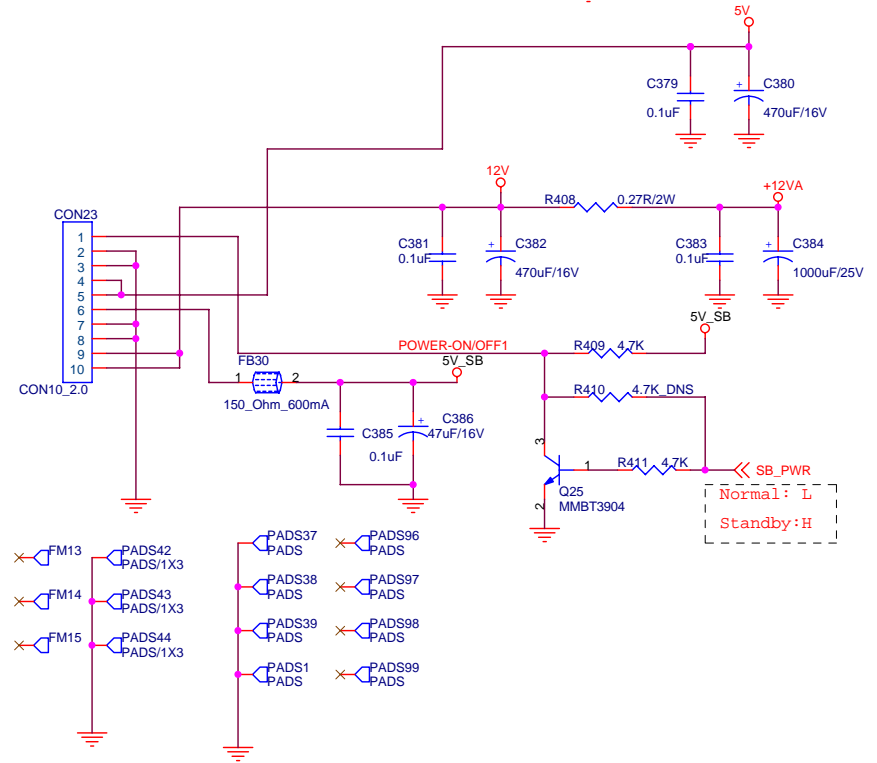 5V
C379
0.1uF
C380
+
470uF/16V
12V
R408
0.27R/2W
+12VA
C381
0.1uF
C382
+
470uF/16V
C383
0.1uF
C384
+
1000uF/25V
CON23
1
2
3
4
5
6
7
8
9
10
CON10_2.0
FB30
1
2
150_Ohm_600mA
POWER-ON/OFF1
5V_SB
C385
0.1uF
C386
+
47uF/16V
5V_SB
R409
4.7K
R410
4.7K_DNS
R411
4.7K
3
1
2
Q25
MMBT3904
SB_PWR
Normal: L
Standby:H
FM13
FM14
FM15
PADS42
PADS/1X3
PADS43
PADS/1X3
PADS44
PADS/1X3
PADS37
PADS
PADS38
PADS
PADS39
PADS
PADS1
PADS
PADS96
PADS
PADS97
PADS
PADS98
PADS
PADS99
PADS